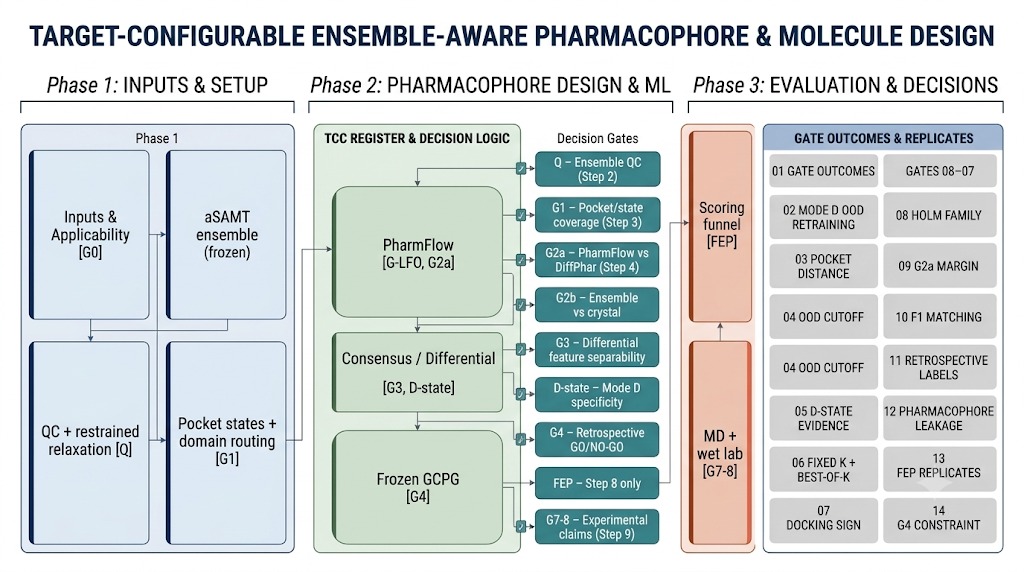 TARGET-CONFIGURABLE ENSEMBLE-AWARE PHARMACOPHORE & MOLECULE DESIGN
Phase 1: INPUTS & SETUP
Phase 2: PHARMACOPHORE DESIGN & ML
Phase 3: EVALUATION & DECISIONS
Phase 1
Inputs &
Applicability
[G0]
aSAMT
ensemble
(frozen)
QC + restrained
relaxation [Q]
Pocket states +
domain routing
[G1]
TCC REGISTER & DECISION LOGIC
PharmFlow
[G-LFO, G2a]
Consensus / Differential
[G3, D-state]
Frozen GCPG
[G4]
Decision Gates
Q – Ensemble QC
(Step 2)
G1 – Pocket/state
coverage (Step 3)
G2a – PharmFlow vs
DiffPhar (Step 4)
G2b – Ensemble
vs crystal
G3 – Differential
feature separability
D-state – Mode D
specificity
G4 – Retrospective
GO/NO-GO
FEP – Step 8 only
G7-8 – Experimental
claims (Step 9)
Scoring
funnel
[FEP]
MD +
wet lab
[G7-8]
GATE OUTCOMES & REPLICATES
01 GATE OUTCOMES
GATES 08–07
02 MODE D OOD
RETRAINING
08 HOLM FAMILY
03 POCKET
DISTANCE
09 G2a MARGIN
04 OOD CUTOFF
10 F1 MATCHING
04 OOD CUTOFF
11 RETROSPECTIVE
LABELS
05 D-STATE
EVIDENCE
12 PHARMACOPHORE
LEAKAGE
06 FIXED K +
BEST-OF-K
13
FEP REPLICATES
07
DOCKING SIGN
14
G4 CONSTRAINT